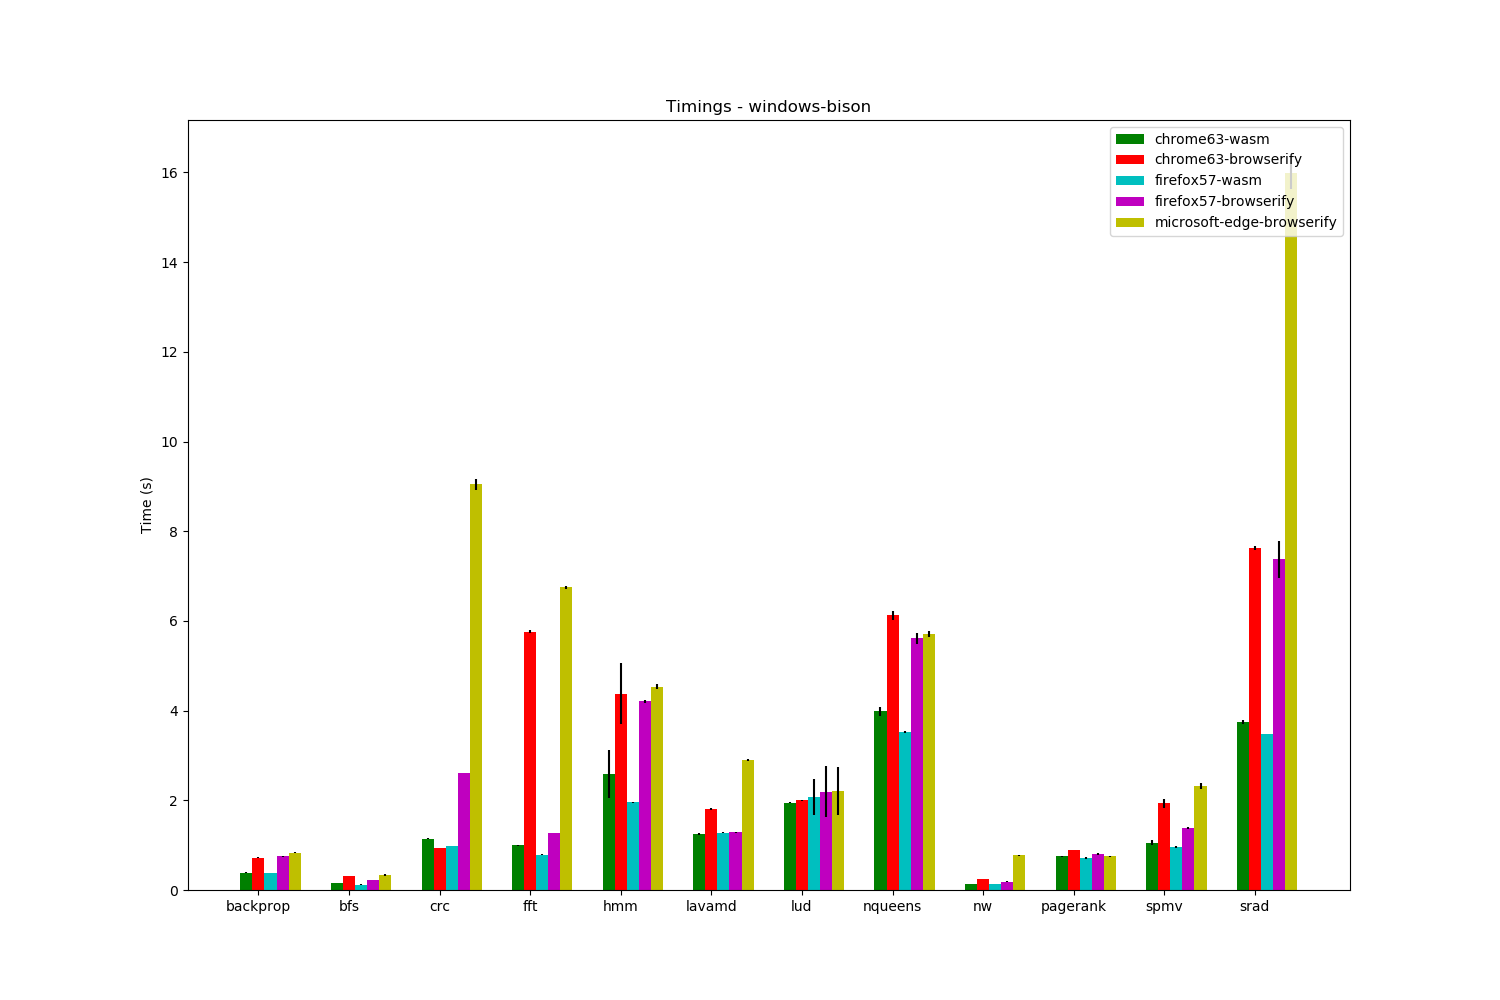 Timings - windows-bison
chrome63-wasm
chrome63-browserify
firefox57-wasm
firefox57-browserify
microsoft-edge-browserify
Time (s)
16
14
12
10
8
6
4
2
0
backprop bfs crc fft hmm lavamd lud nqueens nw pagerank spmv srad